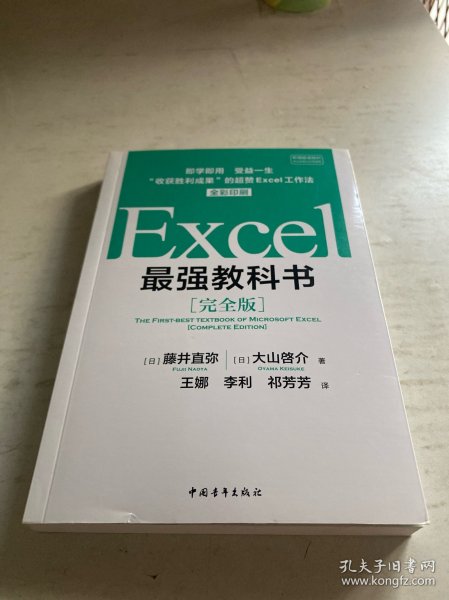 即学即用 受益一生
“收获胜利成果”的超赞Excel工作法
全彩印刷
Excel
最强教科书
[完全版]
THE FIRST-BEST TEXTBOOK OF MICROSOFT EXCEL
[COMPLETE EDITION]
[日]藤井直弥 [日]大山啓介 著
FUJII NAOYA OYAMA KEISUKE
王娜 李利 祁芳芳 译
中国青年出版社
孔夫子旧书网
www.kongfz.com